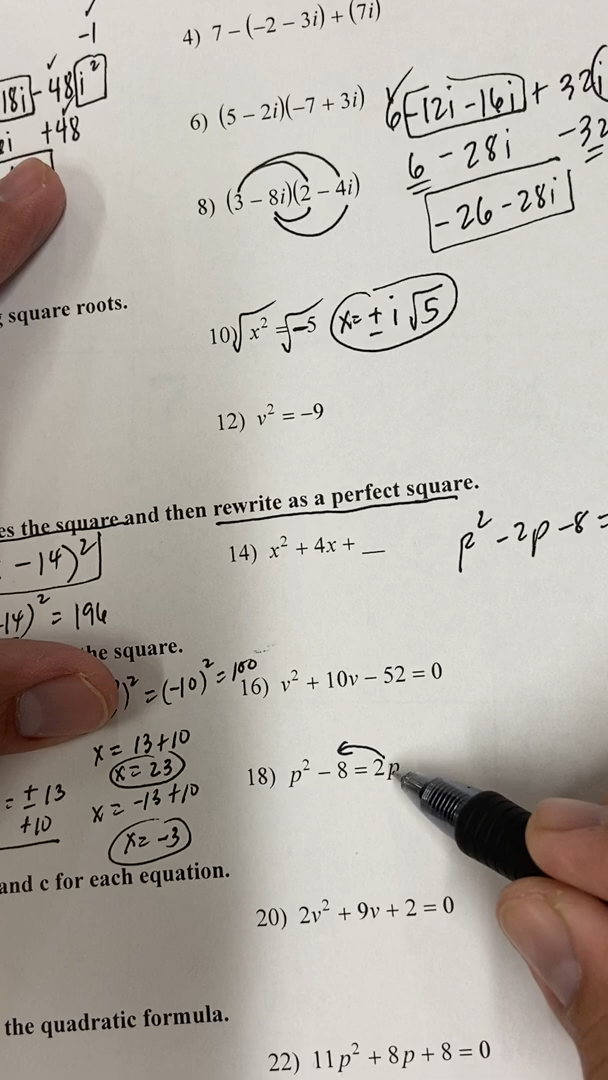 -1
4) 7 – (–2 – 3i) + (7i)
18i - 48 i²
+48
6) (5 – 2i)(–7 + 3i)
6 -12i -16i + 32i
6 - 28i -32
-26 -28i
8) (3 – 8i)(2 – 4i)
square roots.
10) √x² = √–5 x= ± i √5
12) v² = –9
es the square and then rewrite as a perfect square.
-14)²
14) x² + 4x + __
p² -2p -8 =
-14)² = 196
he square.
)² = (-10)² = 100
16) v² + 10v – 52 = 0
x = 13+10
x = 23
18) p² – 8 = 2p
= ± 13
+10
x = -13 +10
x = -3
and c for each equation.
20) 2v² + 9v + 2 = 0
the quadratic formula.
22) 11p² + 8p + 8 = 0